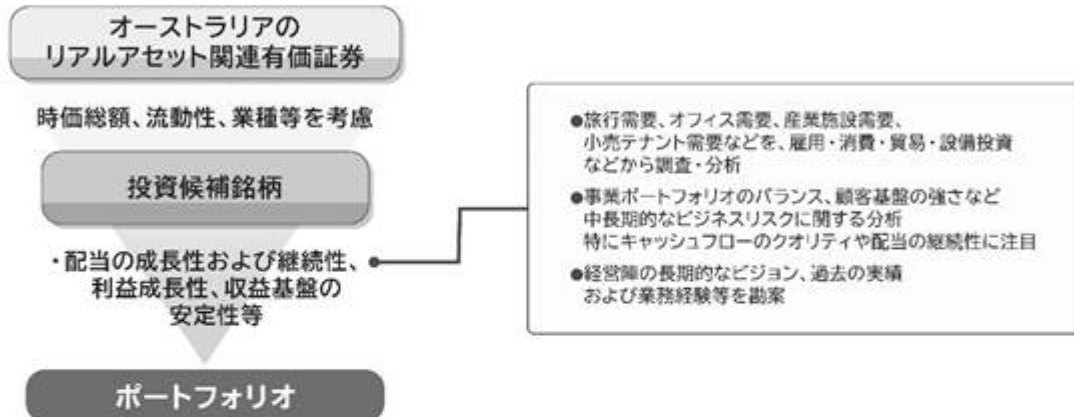 オーストラリアの
リアルアセット関連有価証券
時価総額、流動性、業種等を考慮
投資候補銘柄
・配当の成長性および継続性、
利益成長性、収益基盤の
安定性等
ポートフォリオ
●旅行需要、オフィス需要、産業施設需要、
小売テナント需要などを、雇用・消費・貿易・設備投資
などから調査・分析
●事業ポートフォリオのバランス、顧客基盤の強さなど
中長期的なビジネスリスクに関する分析
特にキャッシュフローのクオリティや配当の継続性に注目
●経営陣の長期的なビジョン、過去の実績
および業務経験等を勘案